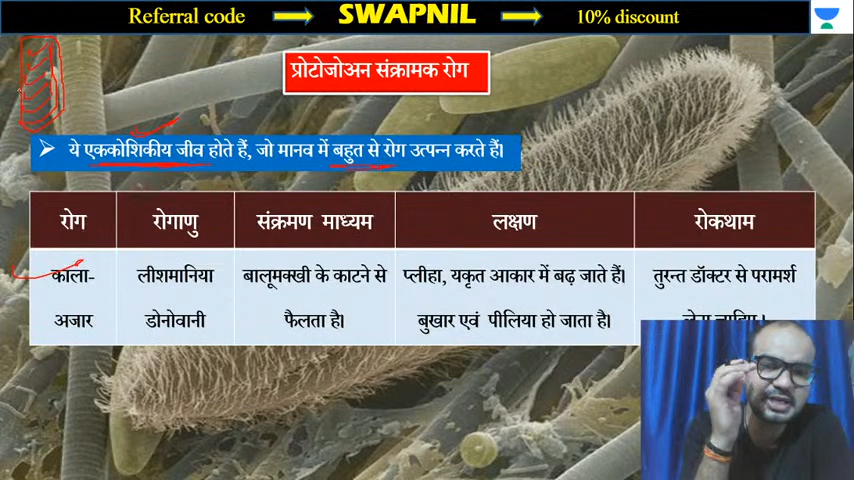 Referral code SWAPNIL 10% discount
प्रोटोजोअन संक्रामक रोग
ये एककोशिकीय जीव होते हैं, जो मानव में बहुत से रोग उत्पन्न करते हैं।
रोग रोगाणु संक्रमण माध्यम लक्षण रोकथाम
काला- लीशमानिया बालूमक्खी के काटने से प्लीहा, यकृत आकार में बढ़ जाते हैं। तुरन्त डॉक्टर से परामर्श
अजार डोनोवानी फैलता है। बुखार एवं पीलिया हो जाता है।